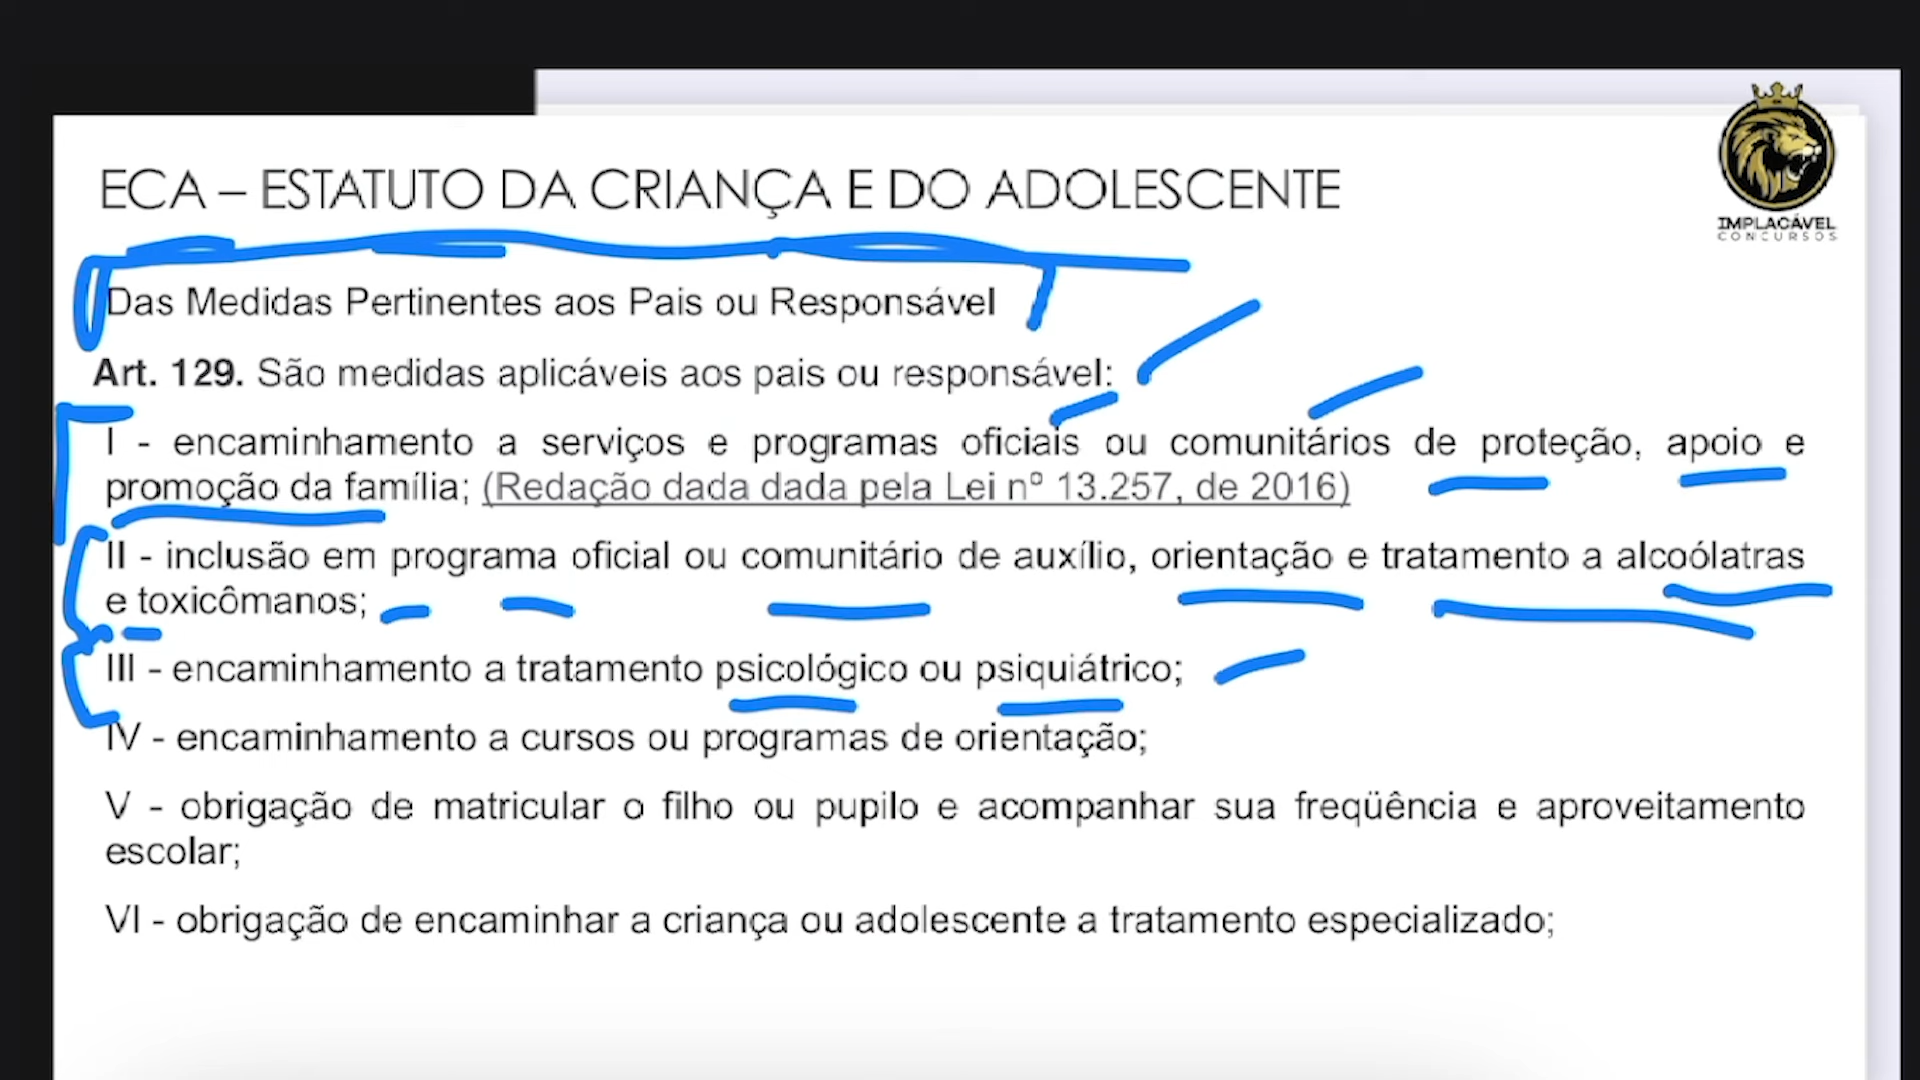 ECA – ESTATUTO DA CRIANÇA E DO ADOLESCENTE
IMPLACÁVEL
CONCURSOS
Das Medidas Pertinentes aos Pais ou Responsável
Art. 129. São medidas aplicáveis aos pais ou responsável:
I - encaminhamento a serviços e programas oficiais ou comunitários de proteção, apoio e
promoção da família; (Redação dada dada pela Lei nº 13.257, de 2016)
II - inclusão em programa oficial ou comunitário de auxílio, orientação e tratamento a alcoólatras
e toxicômanos;
III - encaminhamento a tratamento psicológico ou psiquiátrico;
IV - encaminhamento a cursos ou programas de orientação;
V - obrigação de matricular o filho ou pupilo e acompanhar sua freqüência e aproveitamento
escolar;
VI - obrigação de encaminhar a criança ou adolescente a tratamento especializado;